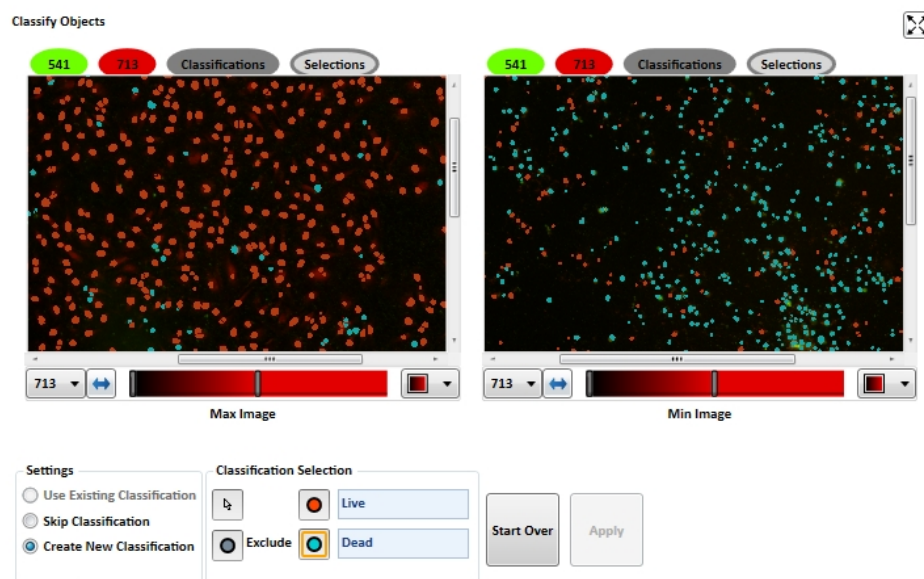 Classify Objects
541 713 Classifications Selections
541 713 Classifications Selections
713 713
Max Image Min Image
Settings Classification Selection
Use Existing Classification Live
Skip Classification Start Over Apply
Create New Classification Exclude Dead